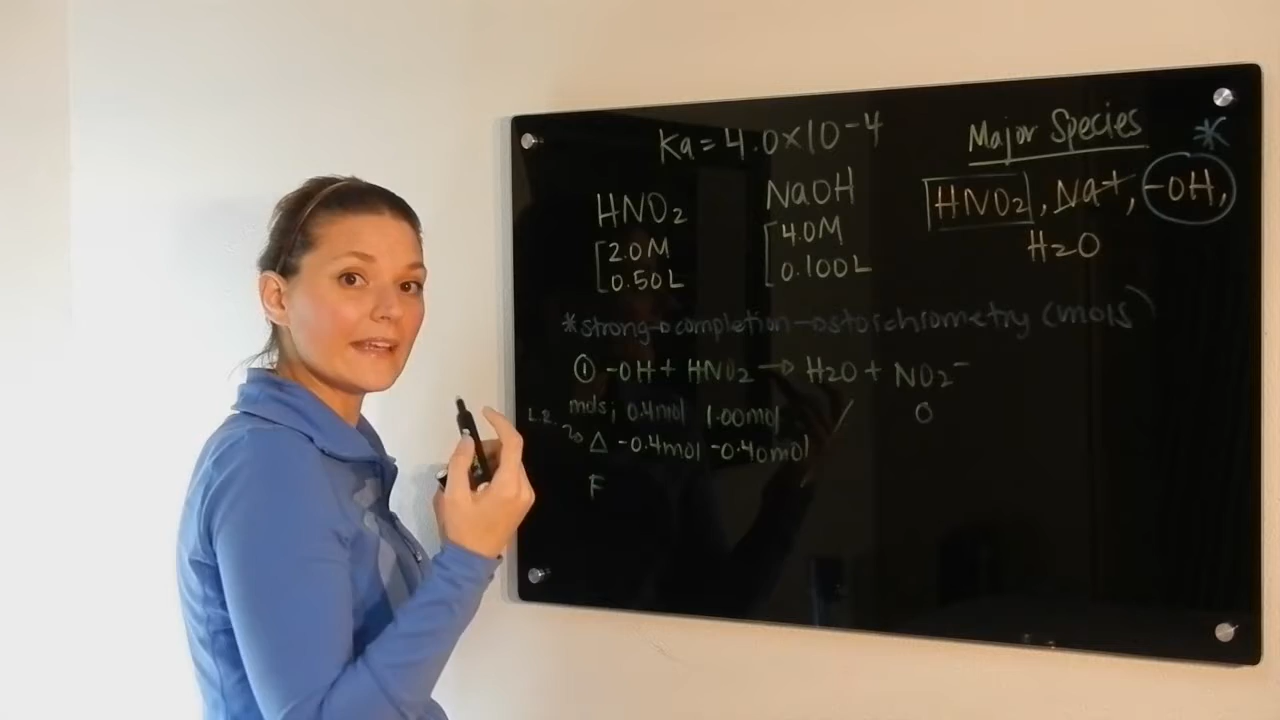 Ka = 4.0×10-4
HNO2
[2.0M
0.50L
NaOH
[4.0M
0.100L
Major Species *
HNO2, Na+, -OH,
H2O
*strong→completion→stoichiometry (mols)
① -OH + HNO2 → H2O + NO2-
L.R. mols; 0.4mol 1.00mol / 0
Δ -0.4mol -0.40mol
F